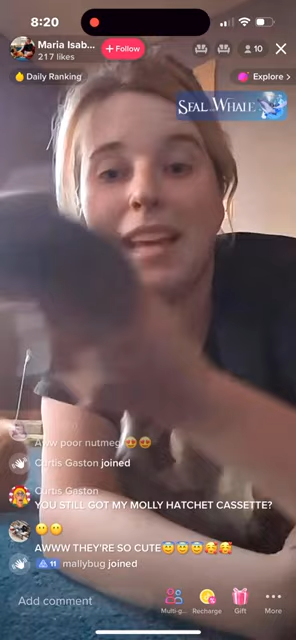 8:20
Maria Isab...
217 likes
+ Follow
10
Daily Ranking
Explore >
SEAL WHALE
Aww poor nutmeg
Curtis Gaston joined
Curtis Gaston
YOU STILL GOT MY MOLLY HATCHET CASSETTE?
AWWW THEY'RE SO CUTE
11 mallybug joined
Add comment
Multi-g...
Recharge
Gift
More